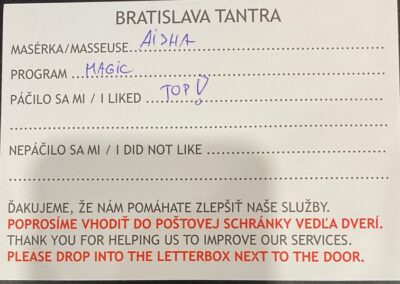 BRATISLAVA TANTRA
MASÉRKA/MASSEUSE AISHA
PROGRAM MAGIC
PÁČILO SA MI / I LIKED TOP!
NEPÁČILO SA MI / I DID NOT LIKE
ĎAKUJEME, ŽE NÁM POMÁHATE ZLEPŠIŤ NAŠE SLUŽBY.
POPROSÍME VHODIŤ DO POŠTOVEJ SCHRÁNKY VEDĽA DVERÍ.
THANK YOU FOR HELPING US TO IMPROVE OUR SERVICES.
PLEASE DROP INTO THE LETTERBOX NEXT TO THE DOOR.